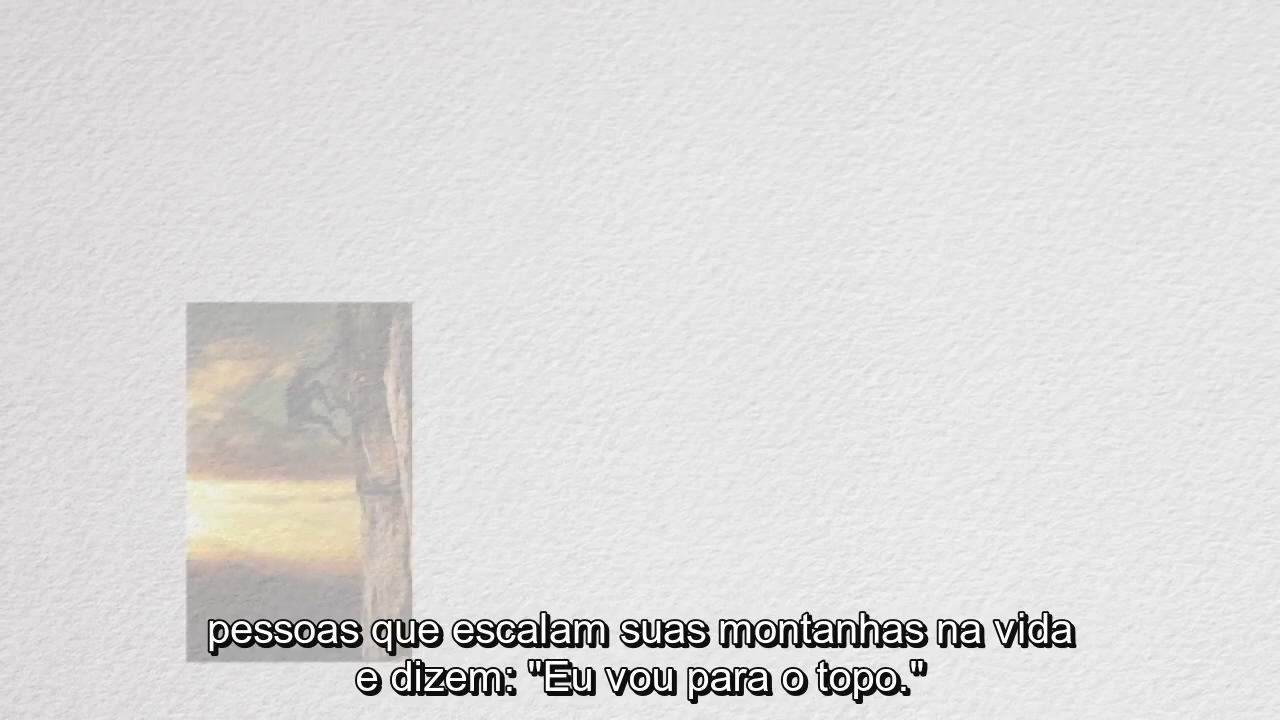 pessoas que escalam suas montanhas na vida
e dizem: "Eu vou para o topo."